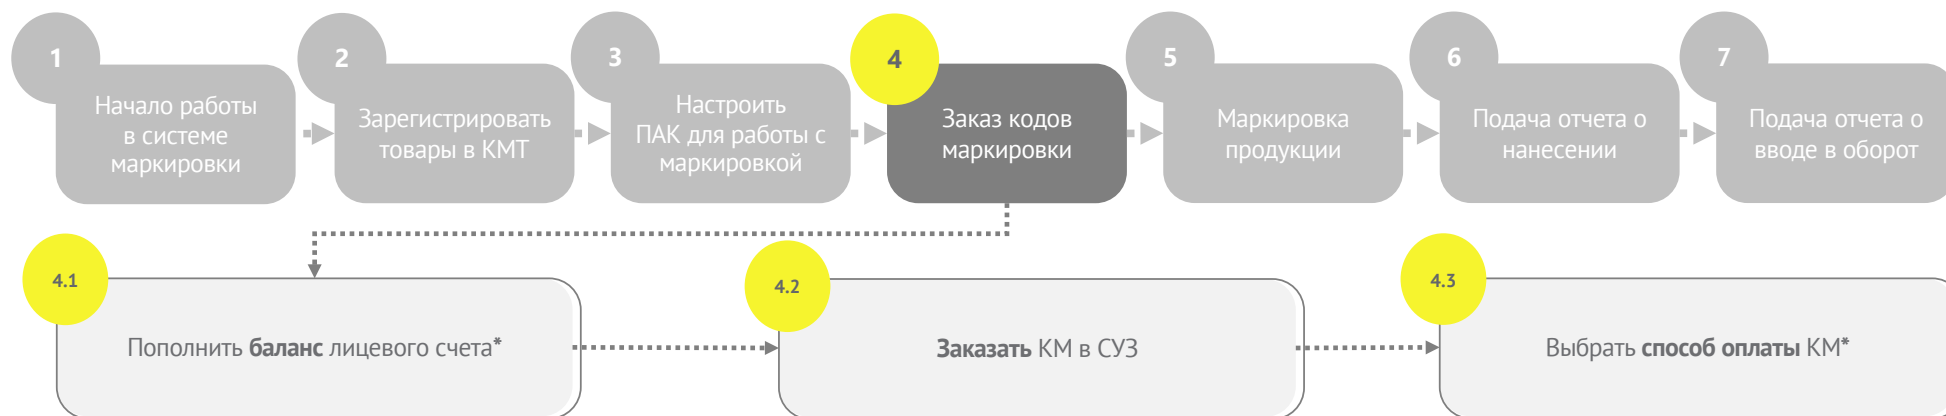 1
Начало работы
в системе
маркировки
2
Зарегистрировать
товары в КМТ
3
Настроить
ПАК для работы с
маркировкой
4
Заказ кодов
маркировки
5
Маркировка
продукции
6
Подача отчета о
нанесении
7
Подача отчета о
вводе в оборот
4.1
Пополнить баланс лицевого счета*
4.2
Заказать КМ в СУЗ
4.3
Выбрать способ оплаты КМ*